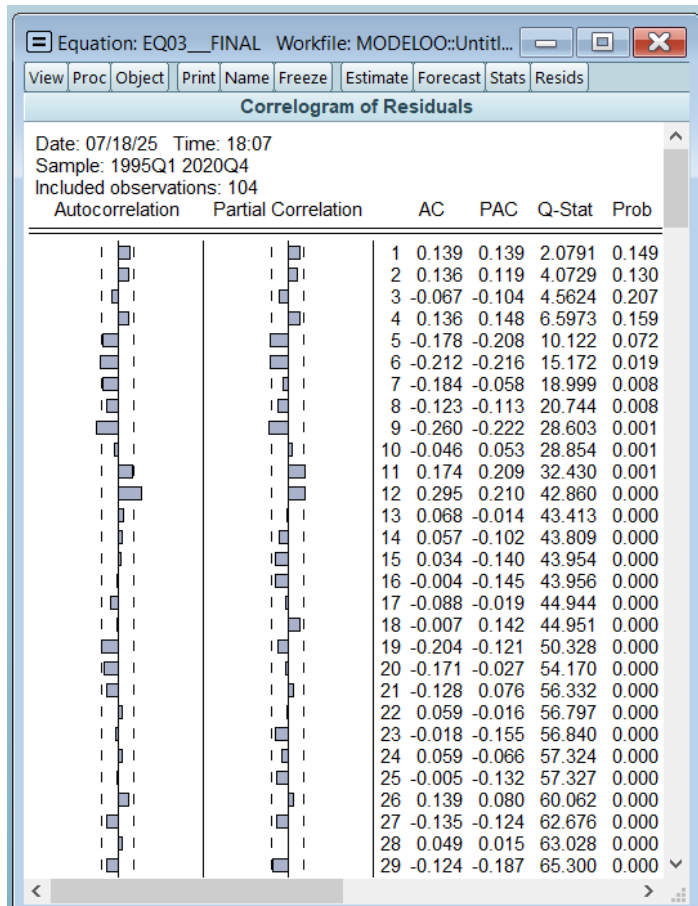 Equation: EQ03__FINAL Workfile: MODELOO::Untitl...
View Proc Object Print Name Freeze Estimate Forecast Stats Resids
Correlogram of Residuals
Date: 07/18/25 Time: 18:07
Sample: 1995Q1 2020Q4
Included observations: 104
Autocorrelation Partial Correlation AC PAC Q-Stat Prob
1 0.139 0.139 2.0791 0.149
2 0.136 0.119 4.0729 0.130
3 -0.067 -0.104 4.5624 0.207
4 0.136 0.148 6.5973 0.159
5 -0.178 -0.208 10.122 0.072
6 -0.212 -0.216 15.172 0.019
7 -0.184 -0.058 18.999 0.008
8 -0.123 -0.113 20.744 0.008
9 -0.260 -0.222 28.603 0.001
10 -0.046 0.053 28.854 0.001
11 0.174 0.209 32.430 0.001
12 0.295 0.210 42.860 0.000
13 0.068 -0.014 43.413 0.000
14 0.057 -0.102 43.809 0.000
15 0.034 -0.140 43.954 0.000
16 -0.004 -0.145 43.956 0.000
17 -0.088 -0.019 44.944 0.000
18 -0.007 0.142 44.951 0.000
19 -0.204 -0.121 50.328 0.000
20 -0.171 -0.027 54.170 0.000
21 -0.128 0.076 56.332 0.000
22 0.059 -0.016 56.797 0.000
23 -0.018 -0.155 56.840 0.000
24 0.059 -0.066 57.324 0.000
25 -0.005 -0.132 57.327 0.000
26 0.139 0.080 60.062 0.000
27 -0.135 -0.124 62.676 0.000
28 0.049 0.015 63.028 0.000
29 -0.124 -0.187 65.300 0.000